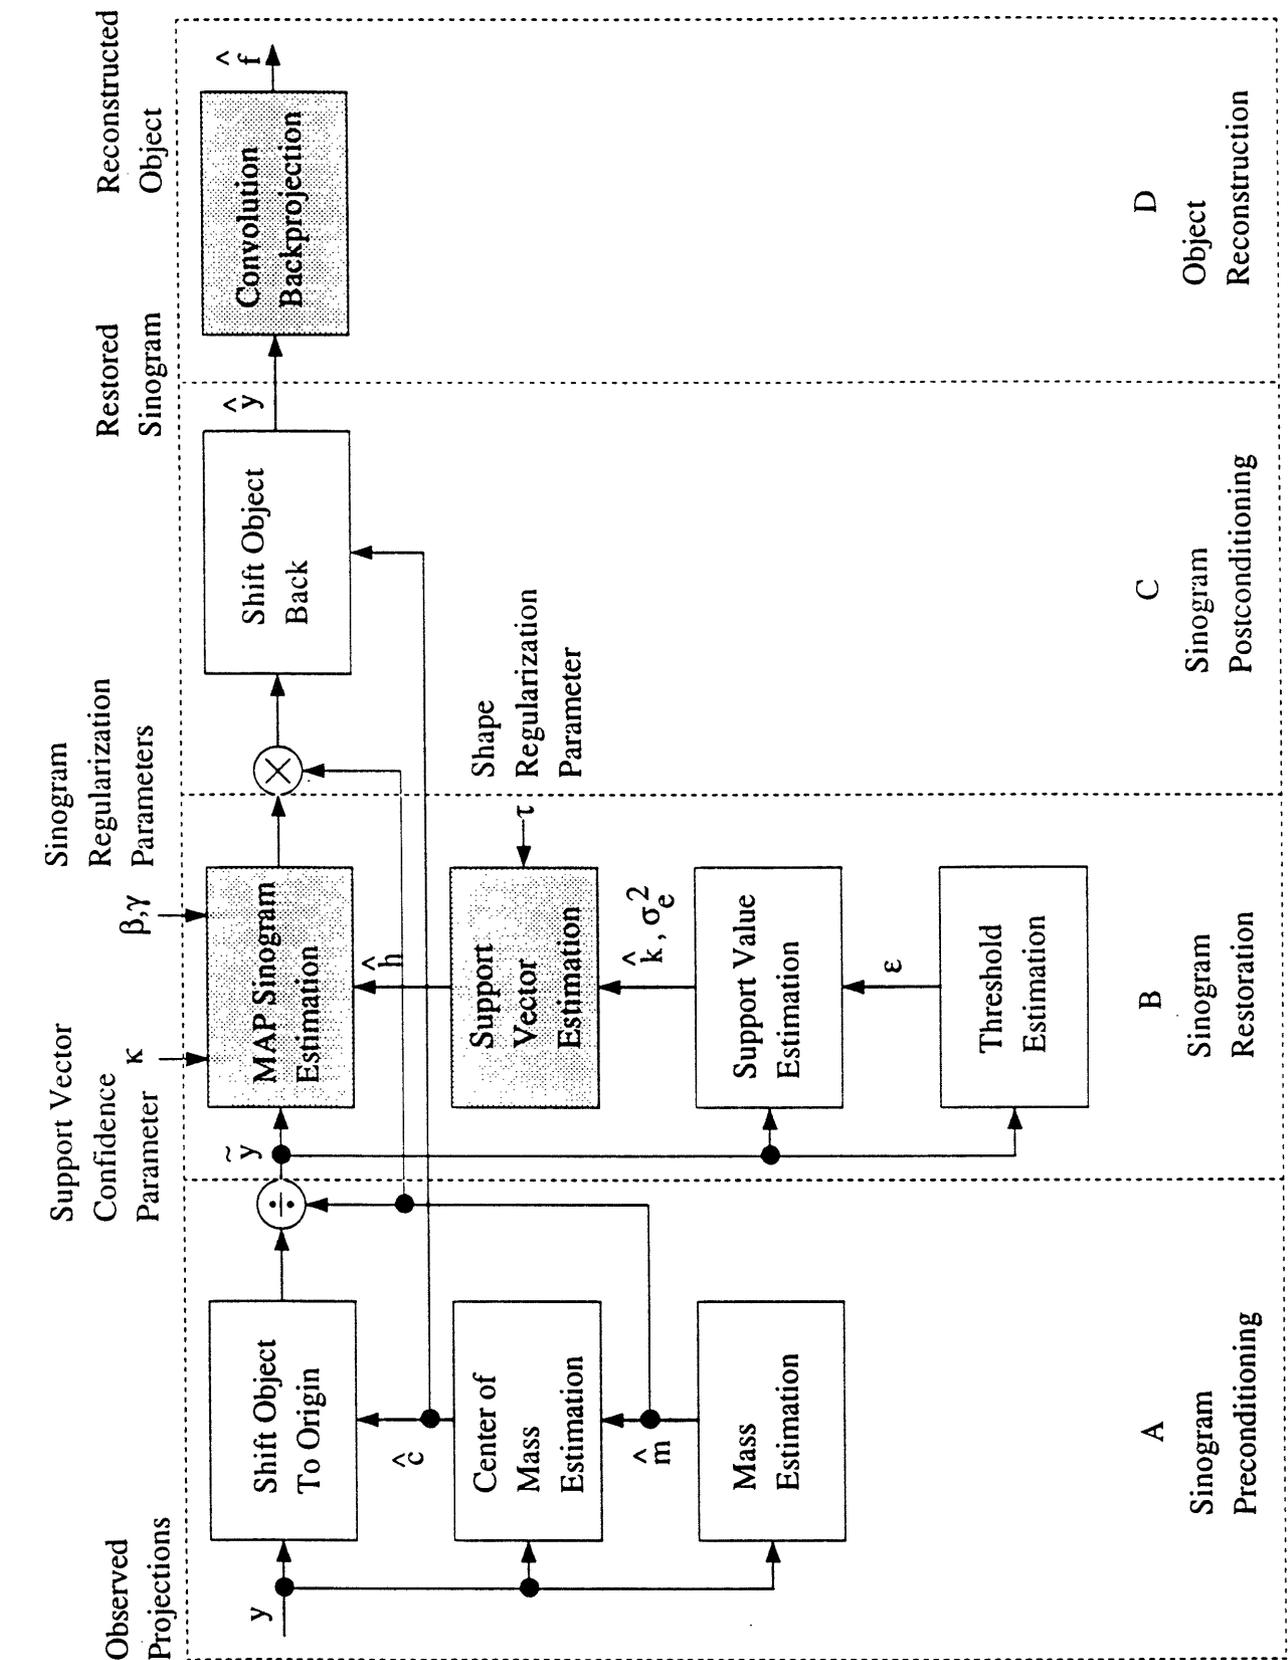 Observed
Projections
Support Vector
Confidence
Parameter
κ
Sinogram
Regularization
Parameters
β,γ
Restored
Sinogram
Reconstructed
Object
y
Shift Object
To Origin
÷
ỹ
MAP Sinogram
Estimation
×
Shift Object
Back
ŷ
Convolution
Backprojection
f̂
ĉ
ĥ
Center of
Mass
Estimation
Support
Vector
Estimation
τ
Shape
Regularization
Parameter
m̂
k̂ , σₑ²
Mass
Estimation
Support Value
Estimation
ε
Threshold
Estimation
A
Sinogram
Preconditioning
B
Sinogram
Restoration
C
Sinogram
Postconditioning
D
Object
Reconstruction